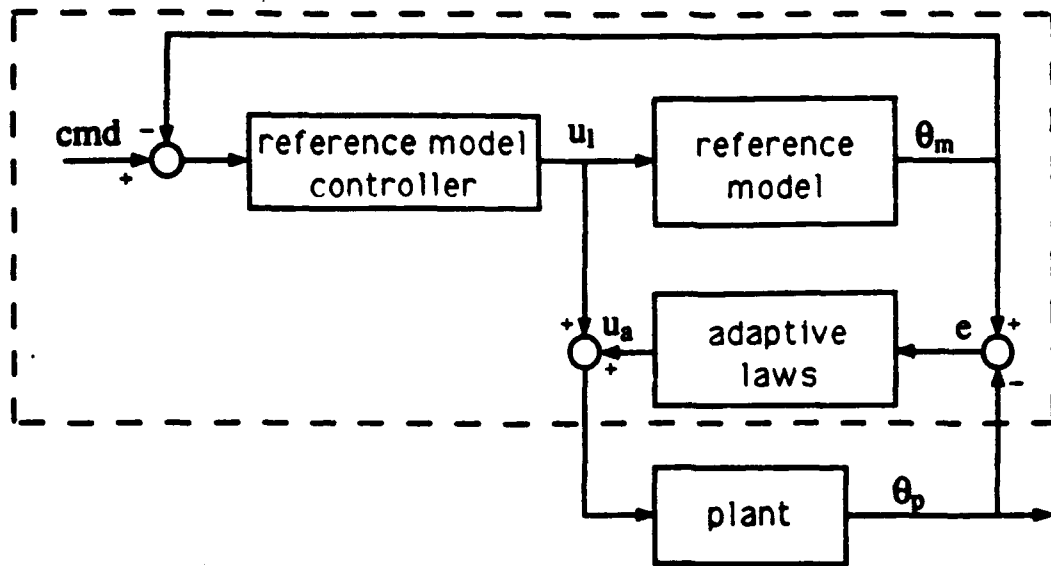 cmd
-
+
reference model
controller
u_l
reference
model
θ_m
+
u_a
+
adaptive
laws
e
+
-
plant
θ_p